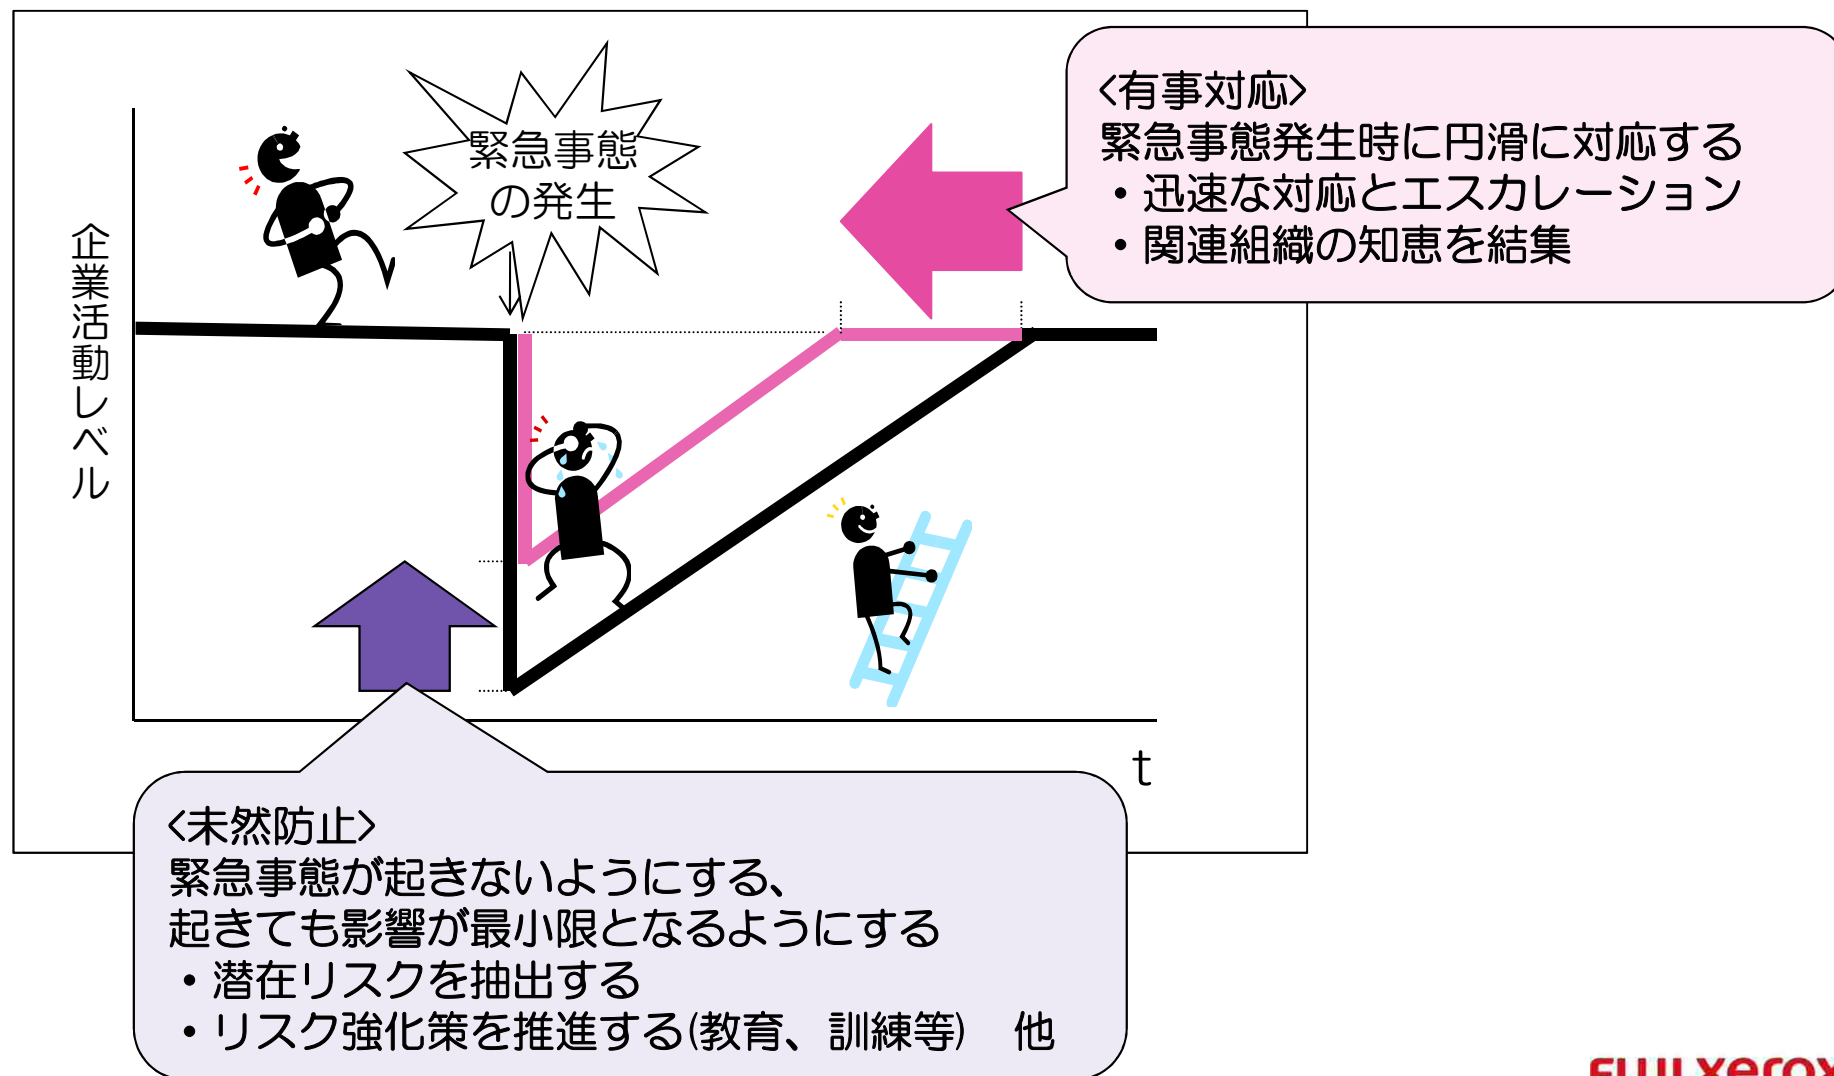 <有事対応>
緊急事態発生時に円滑に対応する
・迅速な対応とエスカレーション
・関連組織の知恵を結集
緊急事態
の発生
企業活動レベル
t
<未然防止>
緊急事態が起きないようにする、
起きても影響が最小限となるようにする
・潜在リスクを抽出する
・リスク強化策を推進する(教育、訓練等)　他
FUJI xerox